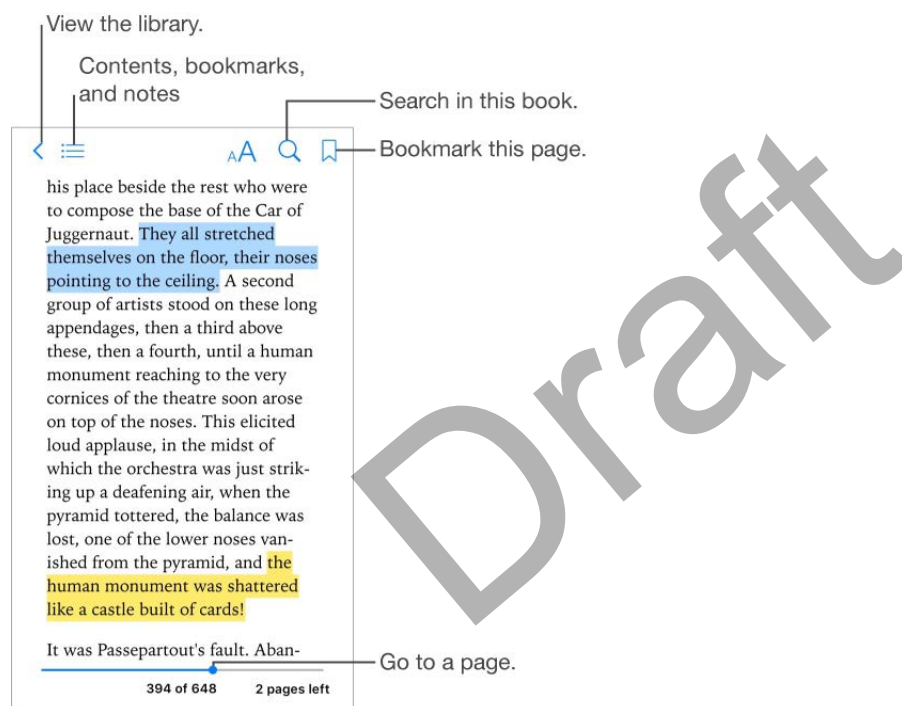 View the library.
Contents, bookmarks,
and notes
Search in this book.
AA
Bookmark this page.
his place beside the rest who were
to compose the base of the Car of
Juggernaut. They all stretched
themselves on the floor, their noses
pointing to the ceiling. A second
group of artists stood on these long
appendages, then a third above
these, then a fourth, until a human
monument reaching to the very
cornices of the theatre soon arose
on top of the noses. This elicited
loud applause, in the midst of
which the orchestra was just strik-
ing up a deafening air, when the
pyramid tottered, the balance was
lost, one of the lower noses van-
ished from the pyramid, and the
human monument was shattered
like a castle built of cards!
It was Passepartout's fault. Aban-
Go to a page.
394 of 648 2 pages left
Draft